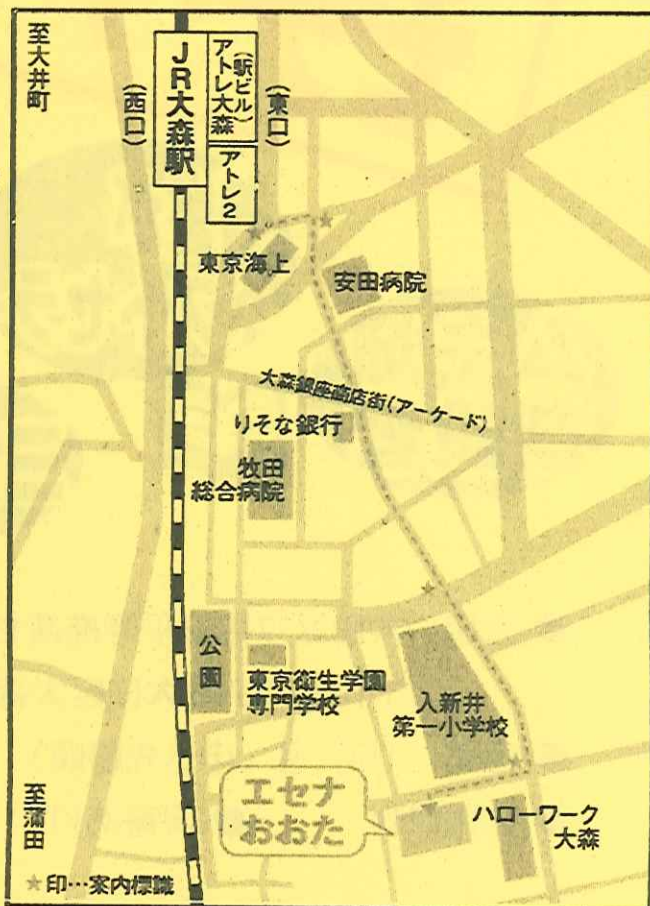 至大井町
(西口)
JR大森駅
アトレ大森
(駅ビル)
アトレ2
(東口)
東京海上
安田病院
大森銀座商店街(アーケード)
りそな銀行
牧田
総合病院
公園
東京衛生学園
専門学校
入新井
第一小学校
エセナ
おおた
ハローワーク
大森
至蒲田
★印…案内標識